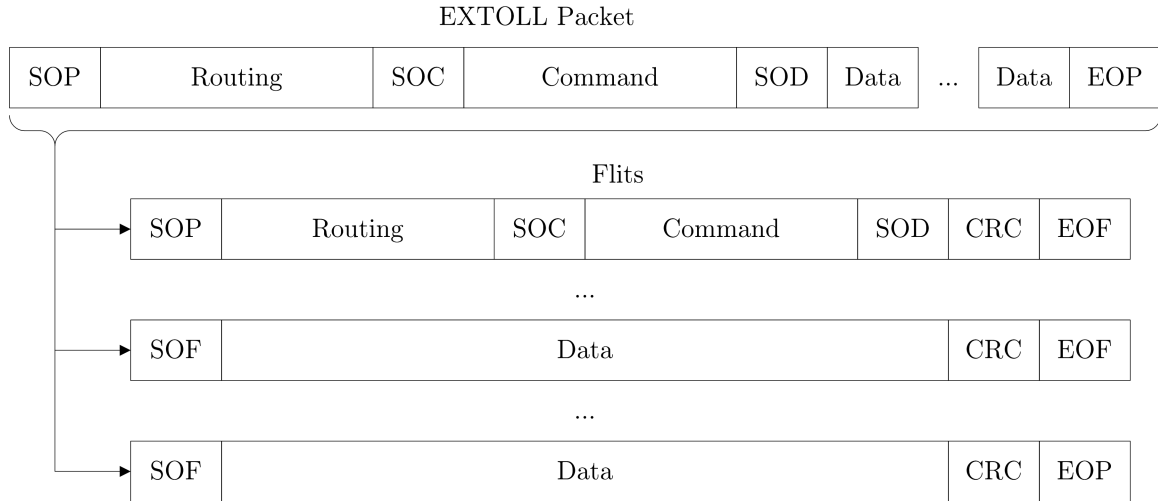 EXTOLL Packet
SOP Routing SOC Command SOD Data ... Data EOP
Flits
SOP Routing SOC Command SOD CRC EOF
...
SOF Data CRC EOF
...
SOF Data CRC EOP